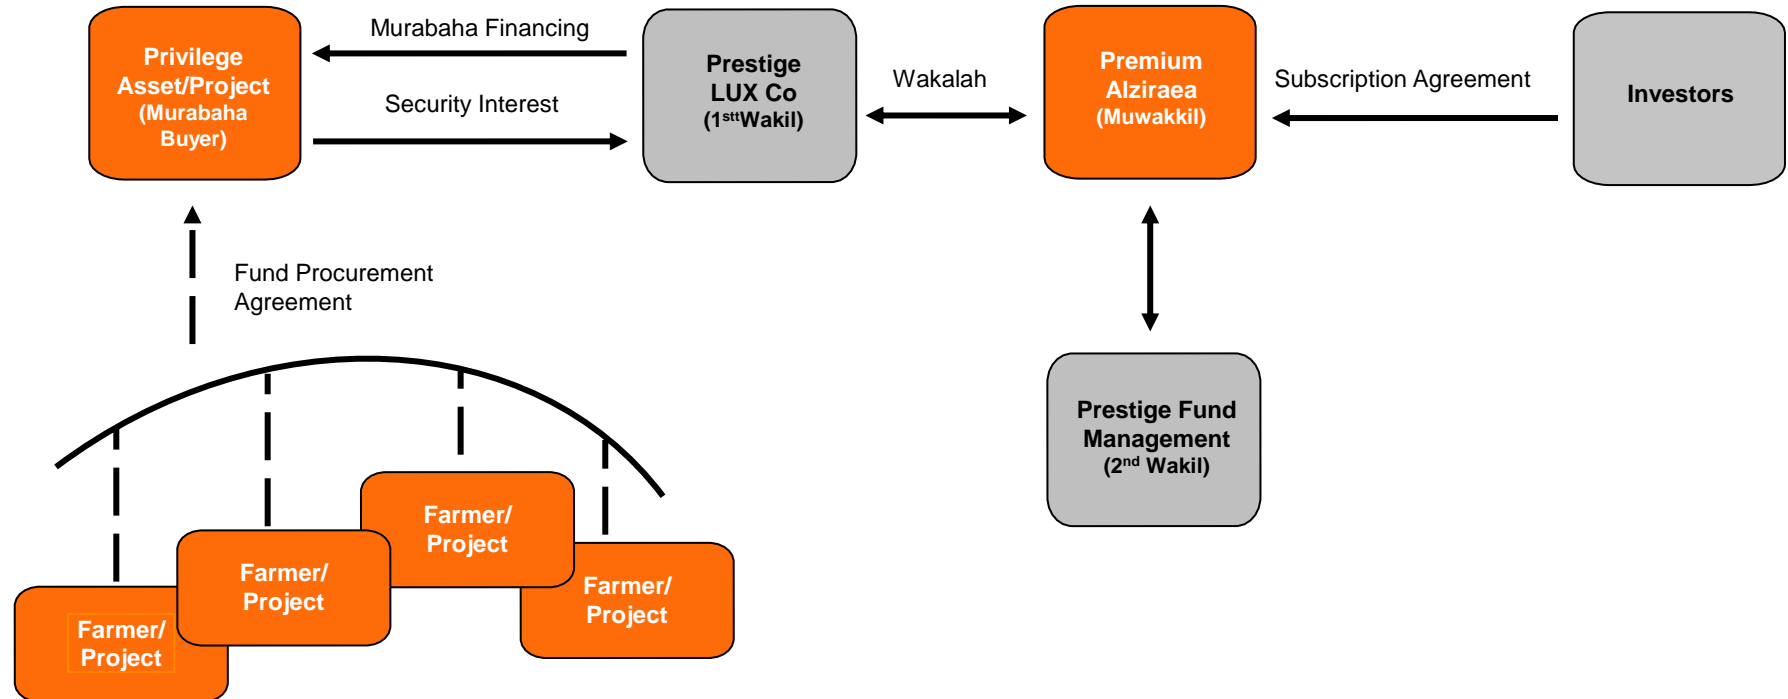 Privilege
Asset/Project
(Murabaha
Buyer)
Murabaha Financing
Security Interest
Prestige
LUX Co
(1sttWakil)
Wakalah
Premium
Alziraea
(Muwakkil)
Subscription Agreement
Investors
Fund Procurement
Agreement
Prestige Fund
Management
(2nd Wakil)
Farmer/
Project
Farmer/
Project
Farmer/
Project
Farmer/
Project